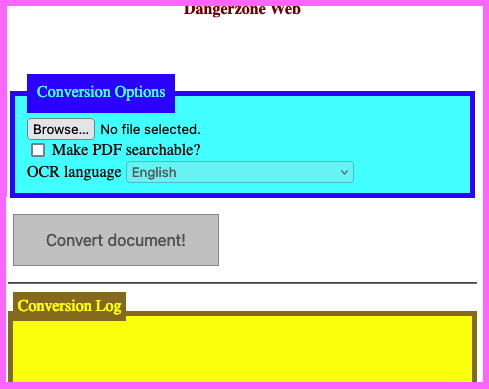 Dangerzone Web
Conversion Options
Browse... No file selected.
Make PDF searchable?
OCR language English
Convert document!
Conversion Log